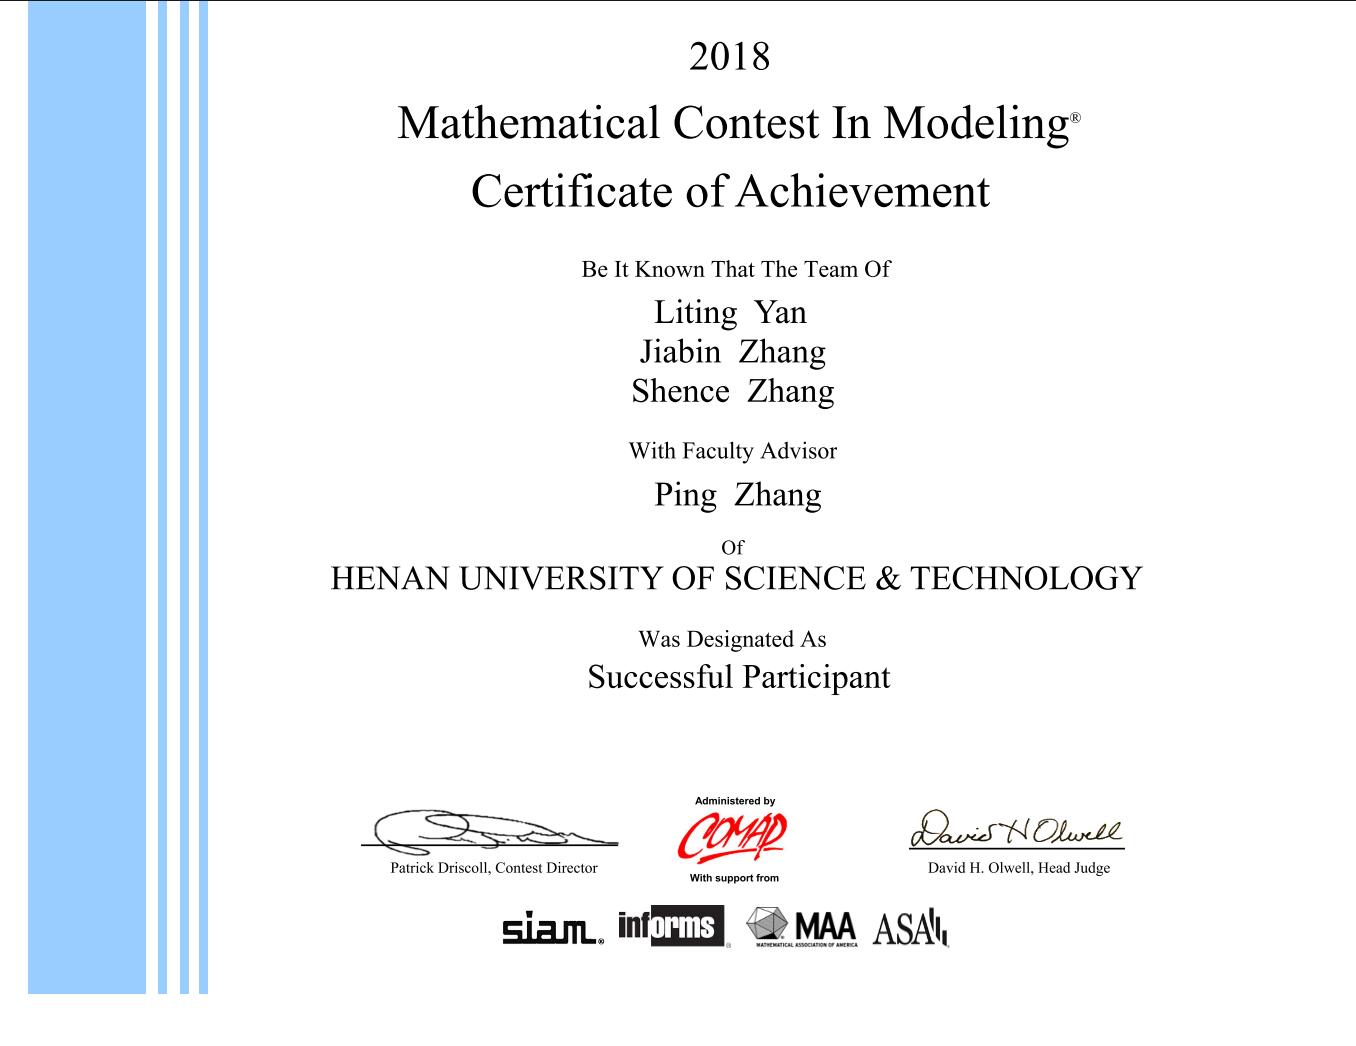 2018
Mathematical Contest In Modeling®
Certificate of Achievement
Be It Known That The Team Of
Liting Yan
Jiabin Zhang
Shence Zhang
With Faculty Advisor
Ping Zhang
Of
HENAN UNIVERSITY OF SCIENCE & TECHNOLOGY
Was Designated As
Successful Participant
Administered by
COMAP
David H Olwell
Patrick Driscoll, Contest Director
With support from
David H. Olwell, Head Judge
siam®
informs®
MAA
MATHEMATICAL ASSOCIATION OF AMERICA
ASA